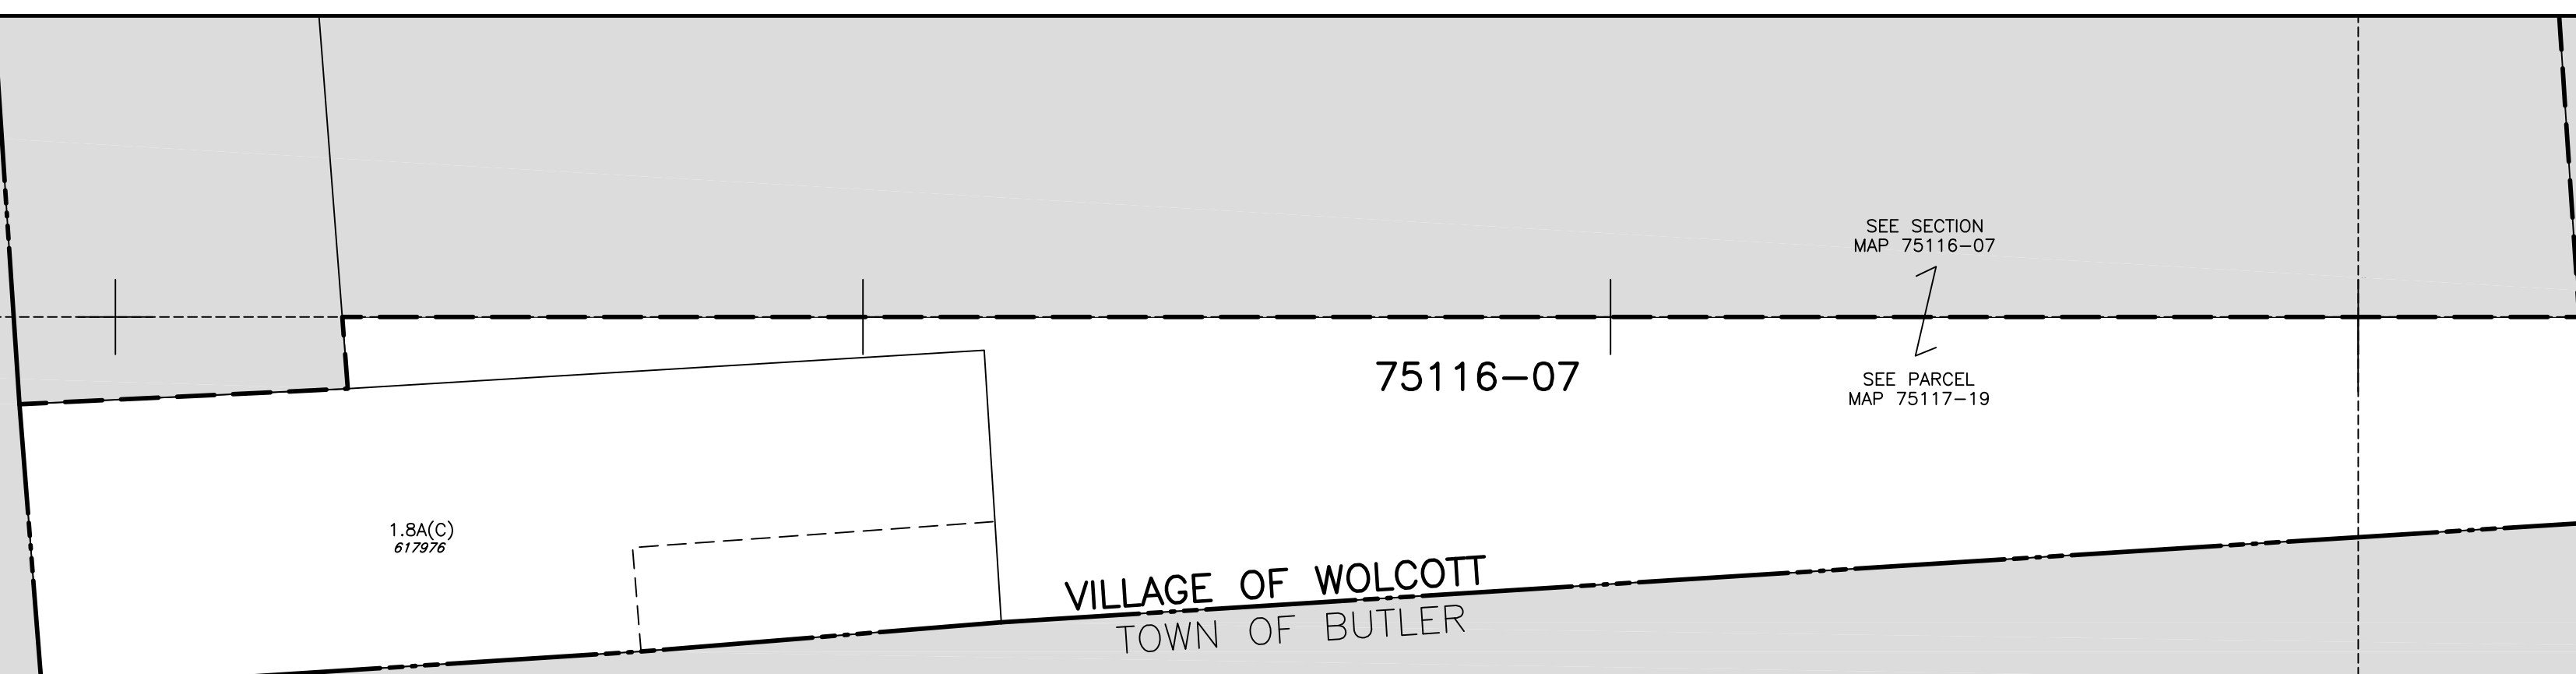 SEE SECTION
MAP 75116-07
75116-07
SEE PARCEL
MAP 75117-19
1.8A(C)
617976
VILLAGE OF WOLCOTT
TOWN OF BUTLER